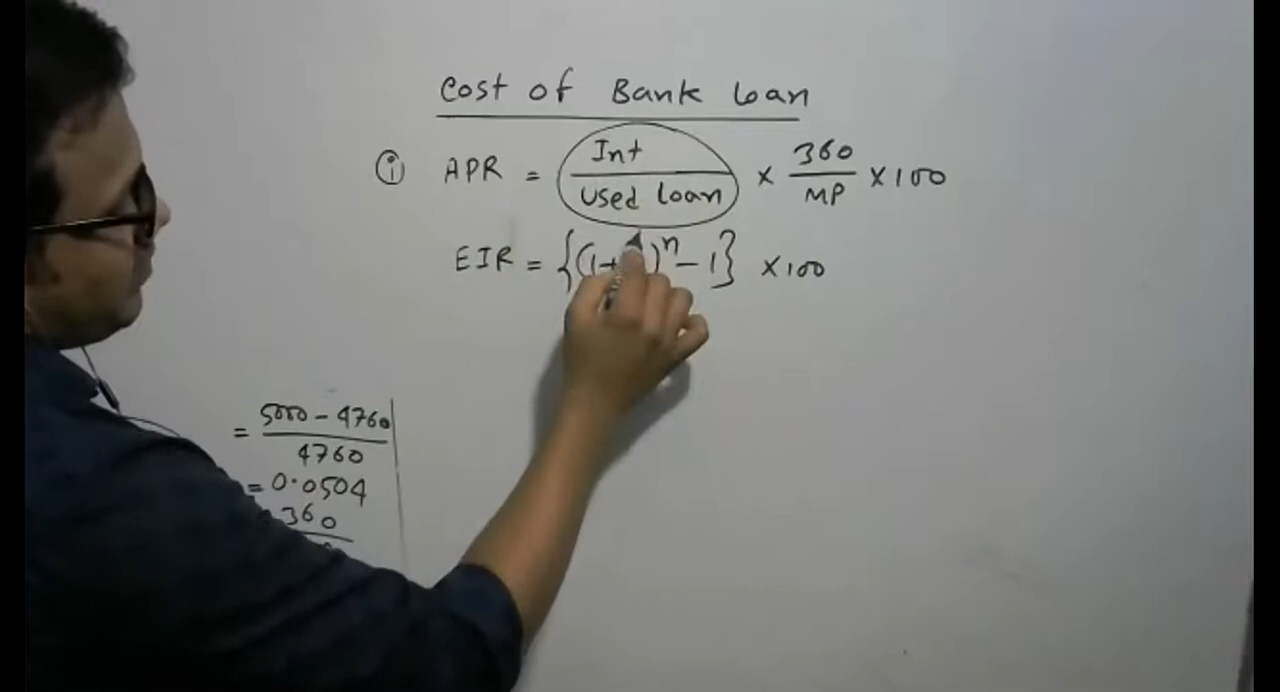 Cost of Bank Loan
① APR = Int / Used Loan × 360 / MP × 100
EIR = {(1+ )ⁿ - 1} × 100
= 5000 - 4760 / 4760
= 0.0504
360